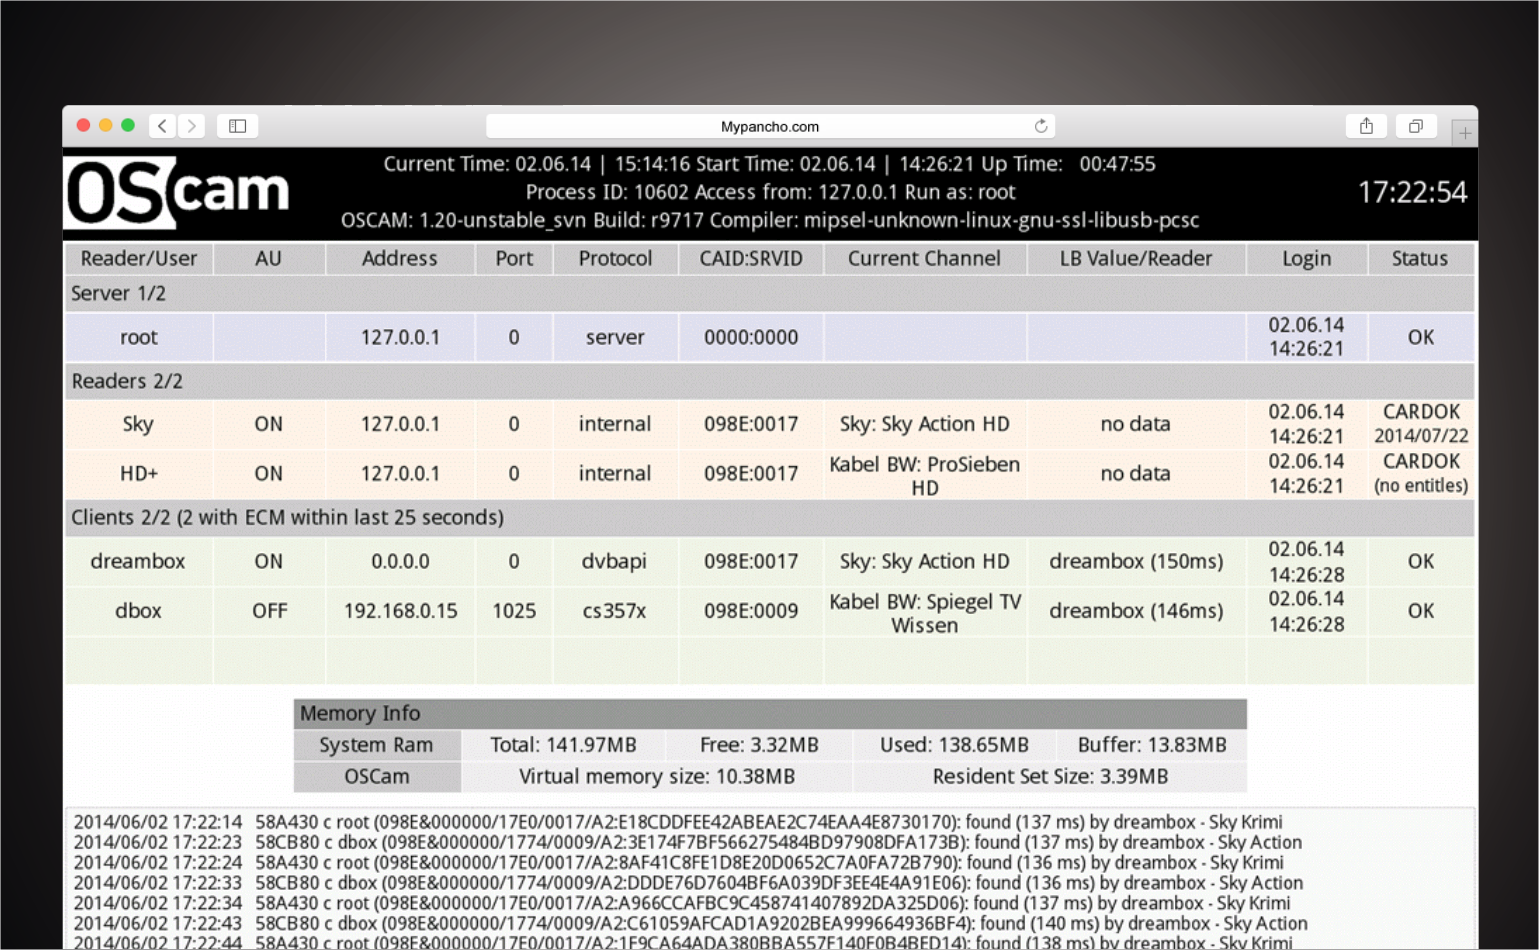 Mypancho.com
OScam
Current Time: 02.06.14 | 15:14:16 Start Time: 02.06.14 | 14:26:21 Up Time: 00:47:55
Process ID: 10602 Access from: 127.0.0.1 Run as: root
OSCAM: 1.20-unstable_svn Build: r9717 Compiler: mipsel-unknown-linux-gnu-ssl-libusb-pcsc
17:22:54
Reader/User AU Address Port Protocol CAID:SRVID Current Channel LB Value/Reader Login Status
Server 1/2
root 127.0.0.1 0 server 0000:0000 02.06.14 14:26:21 OK
Readers 2/2
Sky ON 127.0.0.1 0 internal 098E:0017 Sky: Sky Action HD no data 02.06.14 14:26:21 CARDOK 2014/07/22
HD+ ON 127.0.0.1 0 internal 098E:0017 Kabel BW: ProSieben HD no data 02.06.14 14:26:21 CARDOK (no entitles)
Clients 2/2 (2 with ECM within last 25 seconds)
dreambox ON 0.0.0.0 0 dvbapi 098E:0017 Sky: Sky Action HD dreambox (150ms) 02.06.14 14:26:28 OK
dbox OFF 192.168.0.15 1025 cs357x 098E:0009 Kabel BW: Spiegel TV Wissen dreambox (146ms) 02.06.14 14:26:28 OK
Memory Info
System Ram Total: 141.97MB Free: 3.32MB Used: 138.65MB Buffer: 13.83MB
OSCam Virtual memory size: 10.38MB Resident Set Size: 3.39MB
2014/06/02 17:22:14 58A430 c root (098E&000000/17E0/0017/A2:E18CDDFEE42ABEAE2C74EAA4E8730170): found (137 ms) by dreambox - Sky Krimi
2014/06/02 17:22:23 58CB80 c dbox (098E&000000/1774/0009/A2:3E174F7BF566275484BD97908DFA173B): found (137 ms) by dreambox - Sky Action
2014/06/02 17:22:24 58A430 c root (098E&000000/17E0/0017/A2:8AF41C8FE1D8E20D0652C7A0FA72B790): found (136 ms) by dreambox - Sky Krimi
2014/06/02 17:22:33 58CB80 c dbox (098E&000000/1774/0009/A2:DDDE76D7604BF6A039DF3EE4E4A91E06): found (136 ms) by dreambox - Sky Action
2014/06/02 17:22:34 58A430 c root (098E&000000/17E0/0017/A2:A966CCAFBC9C458741407892DA325D06): found (137 ms) by dreambox - Sky Krimi
2014/06/02 17:22:43 58CB80 c dbox (098E&000000/1774/0009/A2:C61059AFCAD1A9202BEA999664936BF4): found (140 ms) by dreambox - Sky Action
2014/06/02 17:22:44 58A430 c root (098E&000000/17E0/0017/A2:1F9CA64ADA380BBA557F140F0B4BED14): found (138 ms) by dreambox - Sky Krimi